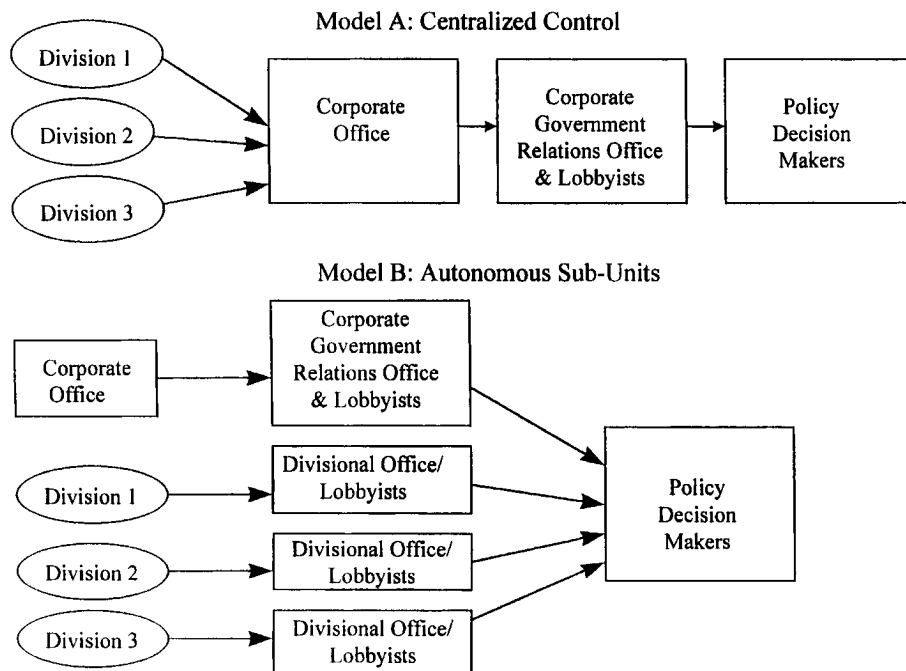 Model A: Centralized Control
Division 1
Division 2
Division 3
Corporate
Office
Corporate
Government
Relations Office
& Lobbyists
Policy
Decision
Makers
Model B: Autonomous Sub-Units
Corporate
Office
Corporate
Government
Relations Office
& Lobbyists
Division 1
Divisional Office/
Lobbyists
Division 2
Divisional Office/
Lobbyists
Division 3
Divisional Office/
Lobbyists
Policy
Decision
Makers